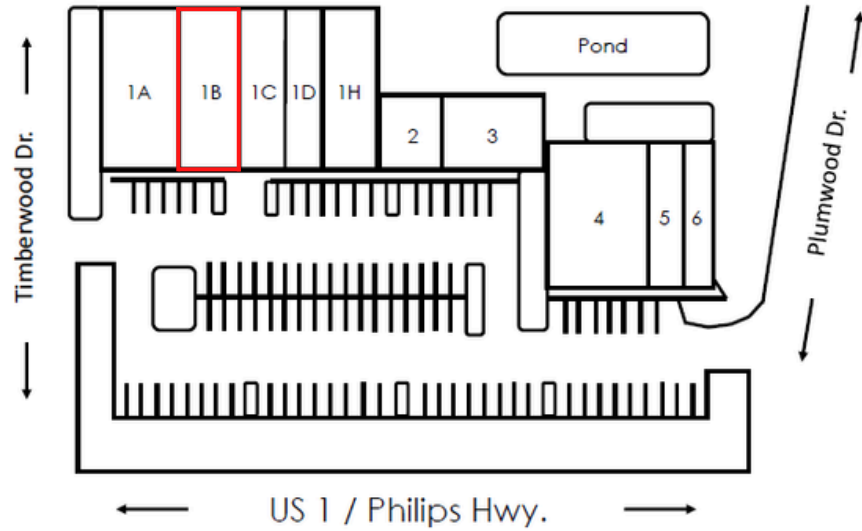 Pond
1A
1B
1C
1D
1H
2
3
4
5
6
Timberwood Dr.
Plumwood Dr.
US 1 / Philips Hwy.